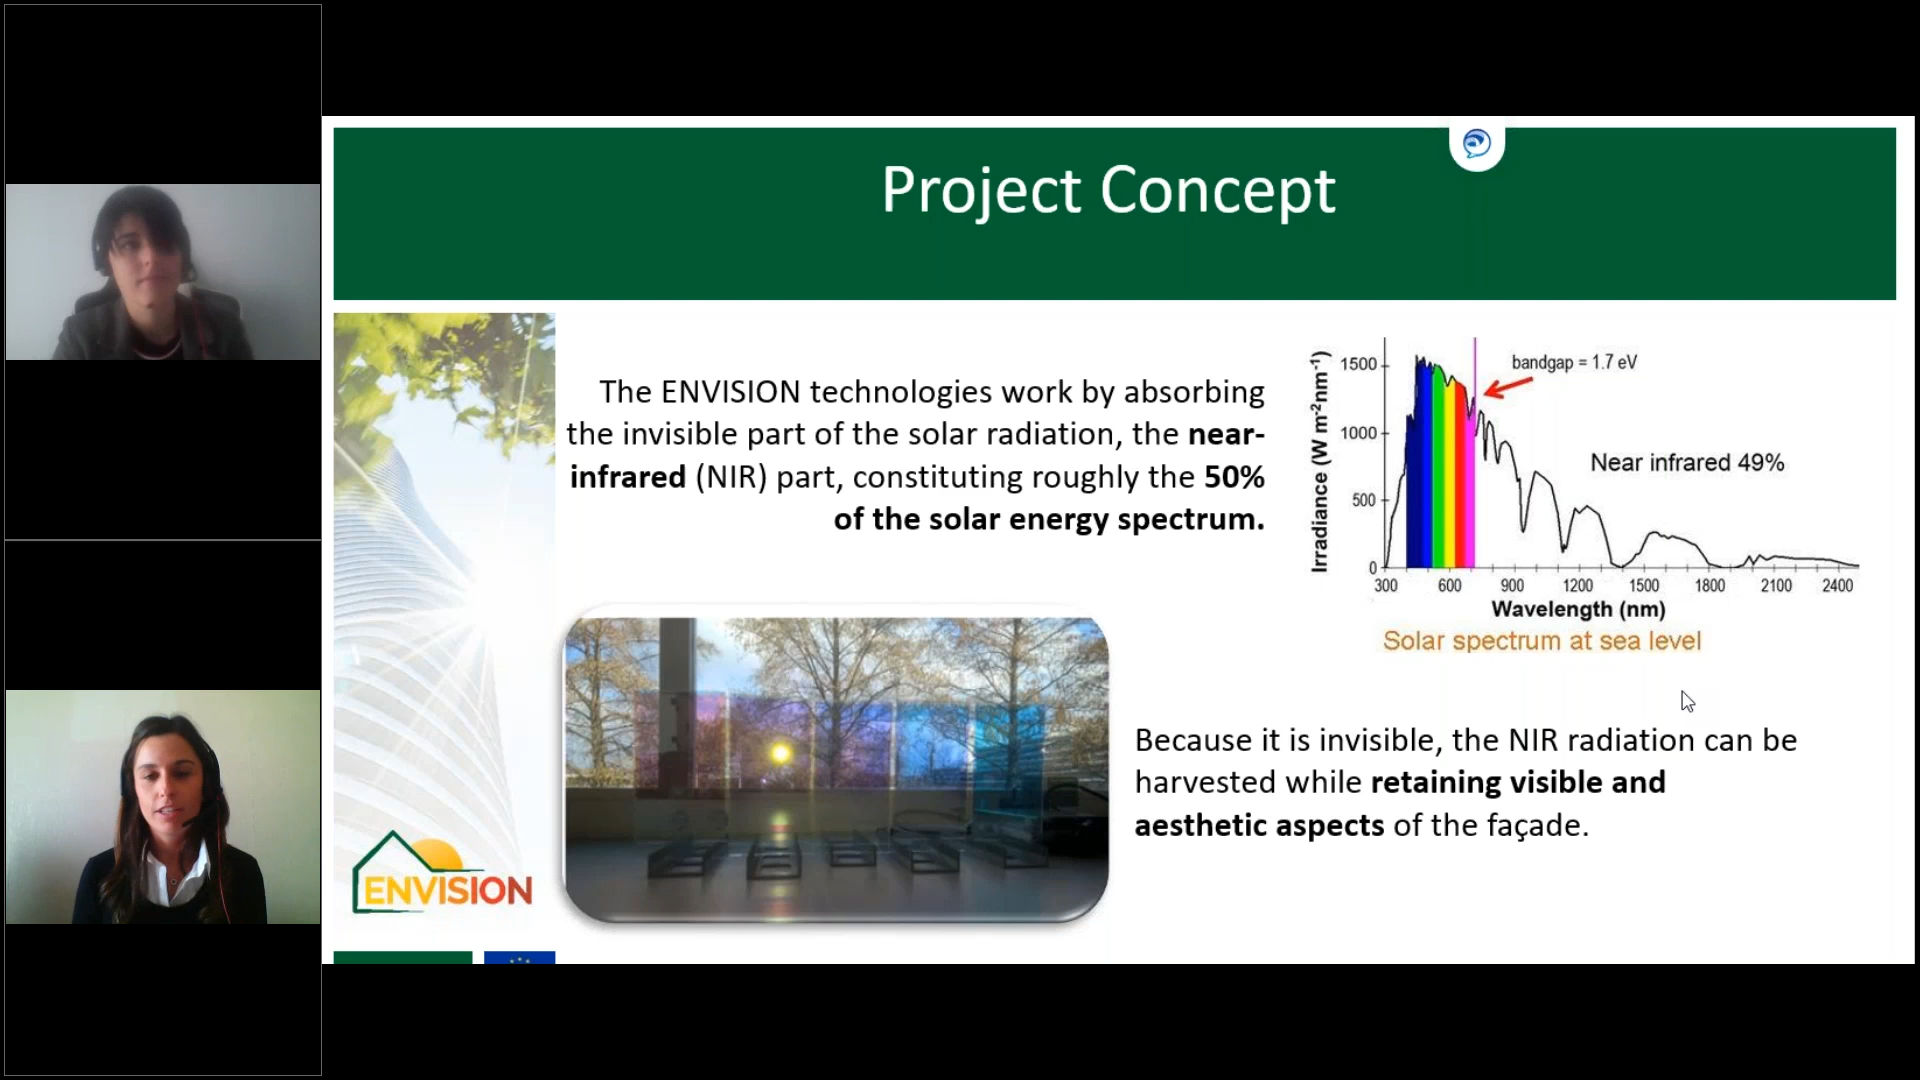 Project Concept
The ENVISION technologies work by absorbing
the invisible part of the solar radiation, the near-
infrared (NIR) part, constituting roughly the 50%
of the solar energy spectrum.
Irradiance (W m-2nm-1)
1500
1000
500
0
bandgap = 1.7 eV
Near infrared 49%
300 600 900 1200 1500 1800 2100 2400
Wavelength (nm)
Solar spectrum at sea level
Because it is invisible, the NIR radiation can be
harvested while retaining visible and
aesthetic aspects of the façade.
ENVISION